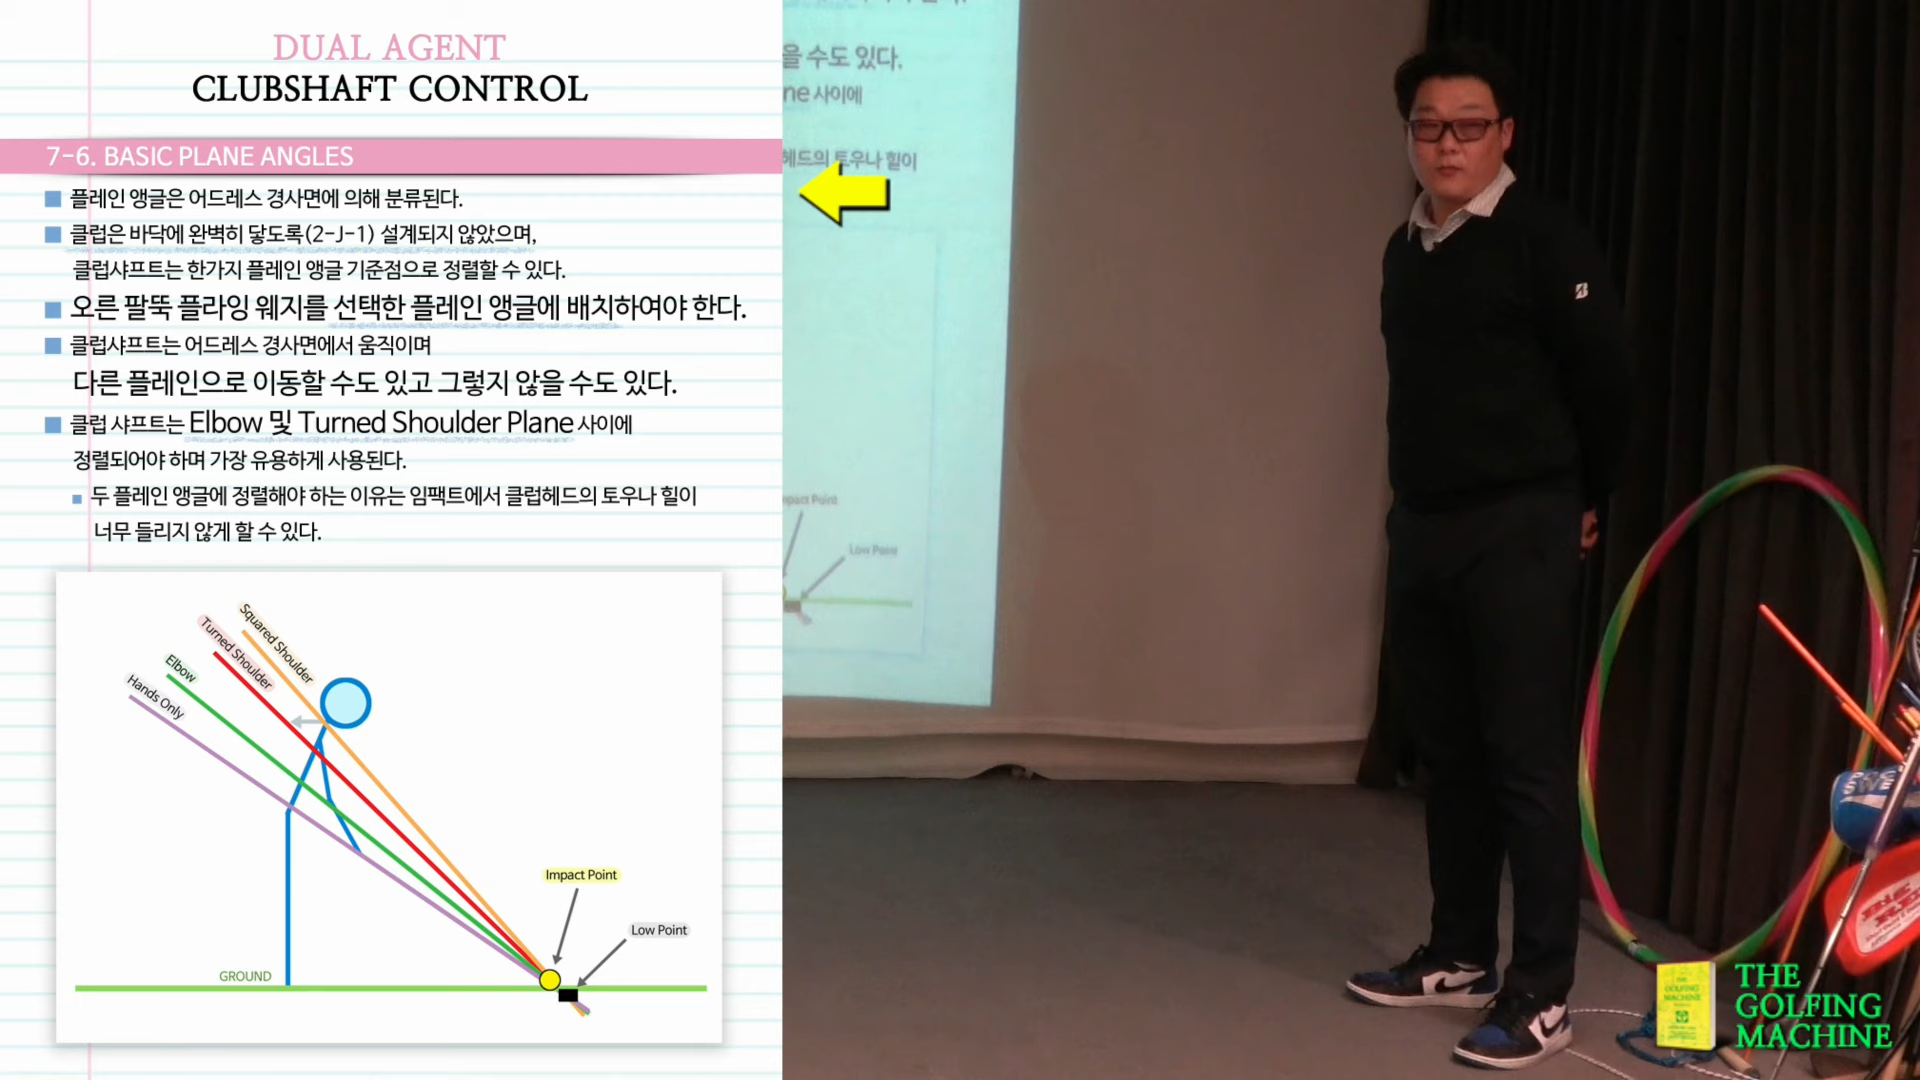 DUAL AGENT
CLUBSHAFT CONTROL
7-6. BASIC PLANE ANGLES
플레인 앵글은 어드레스 경사면에 의해 분류된다.
클럽은 바닥에 완벽히 닿도록(2-J-1) 설계되지 않았으며,
클럽샤프트는 한가지 플레인 앵글 기준점으로 정렬할 수 있다.
오른 팔뚝 플라잉 웨지를 선택한 플레인 앵글에 배치하여야 한다.
클럽샤프트는 어드레스 경사면에서 움직이며
다른 플레인으로 이동할 수도 있고 그렇지 않을 수도 있다.
클럽 샤프트는 Elbow 및 Turned Shoulder Plane 사이에
정렬되어야 하며 가장 유용하게 사용된다.
두 플레인 앵글에 정렬해야 하는 이유는 임팩트에서 클럽헤드의 토우나 힐이
너무 들리지 않게 할 수 있다.
Squared Shoulder
Turned Shoulder
Elbow
Hands Only
Impact Point
Low Point
GROUND
을 수도 있다.
ne 사이에
헤드의 토우나 힐이
mpact Point
Low Point
THE
GOLFING
MACHINE
THE
GOLFING
MACHINE